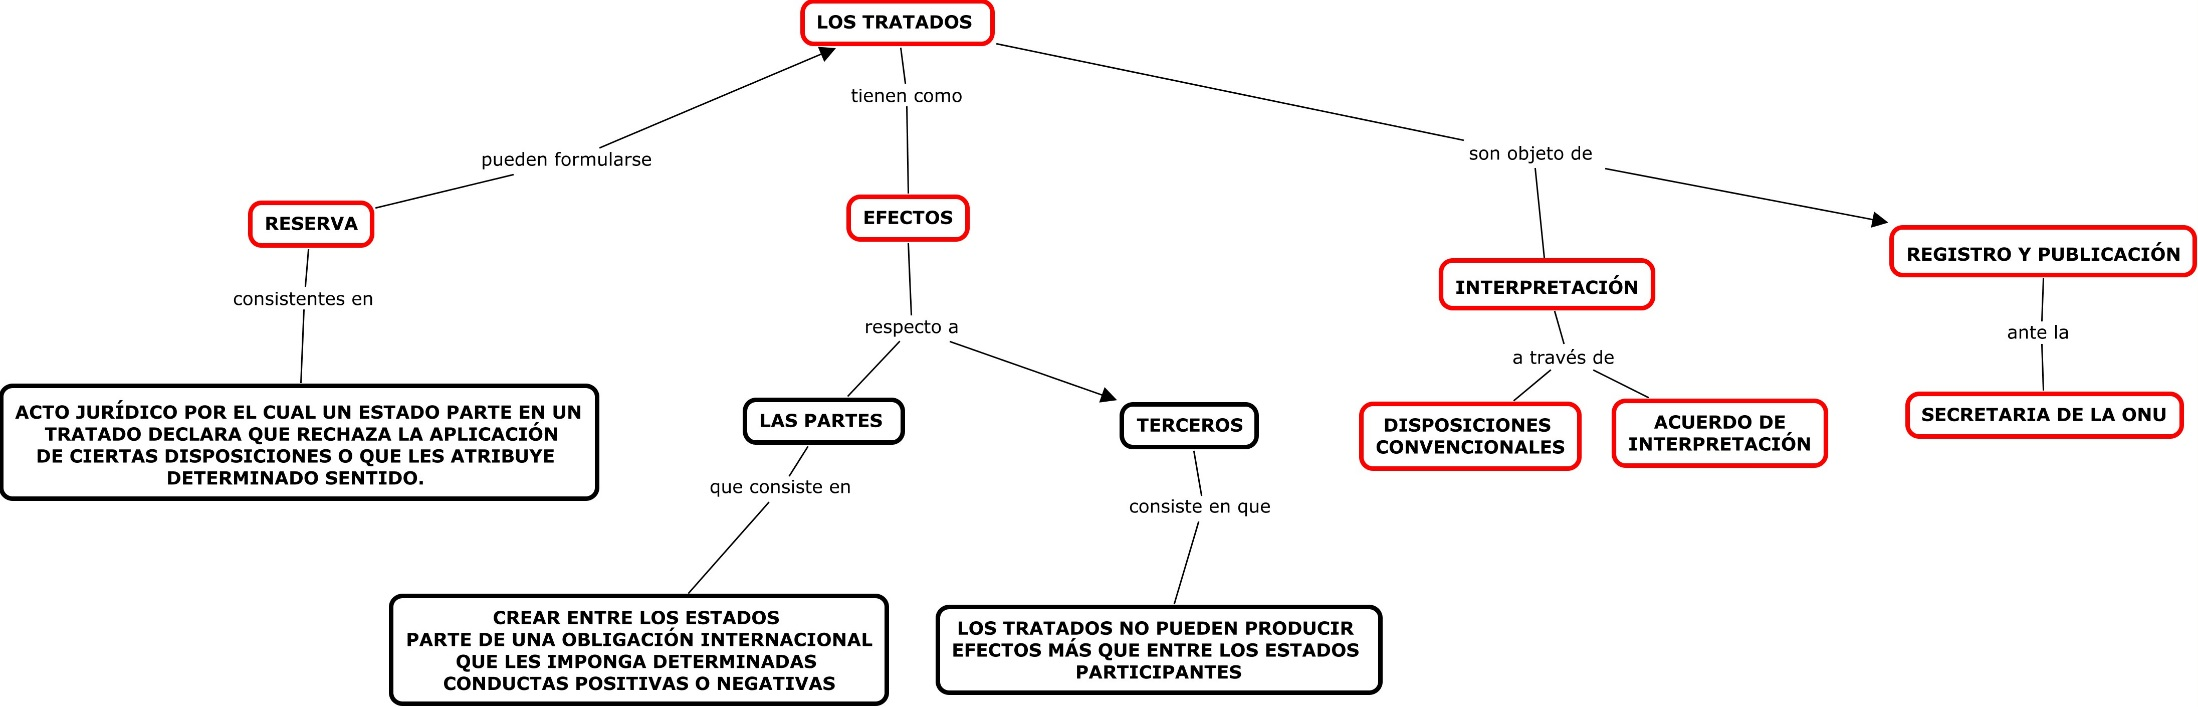 LOS TRATADOS
tienen como
pueden formularse
son objeto de
RESERVA
EFECTOS
REGISTRO Y PUBLICACIÓN
INTERPRETACIÓN
consistentes en
respecto a
ante la
a través de
ACTO JURÍDICO POR EL CUAL UN ESTADO PARTE EN UN
TRATADO DECLARA QUE RECHAZA LA APLICACIÓN
DE CIERTAS DISPOSICIONES O QUE LES ATRIBUYE
DETERMINADO SENTIDO.
LAS PARTES
TERCEROS
DISPOSICIONES
CONVENCIONALES
ACUERDO DE
INTERPRETACIÓN
SECRETARIA DE LA ONU
que consiste en
consiste en que
CREAR ENTRE LOS ESTADOS
PARTE DE UNA OBLIGACIÓN INTERNACIONAL
QUE LES IMPONGA DETERMINADAS
CONDUCTAS POSITIVAS O NEGATIVAS
LOS TRATADOS NO PUEDEN PRODUCIR
EFECTOS MÁS QUE ENTRE LOS ESTADOS
PARTICIPANTES